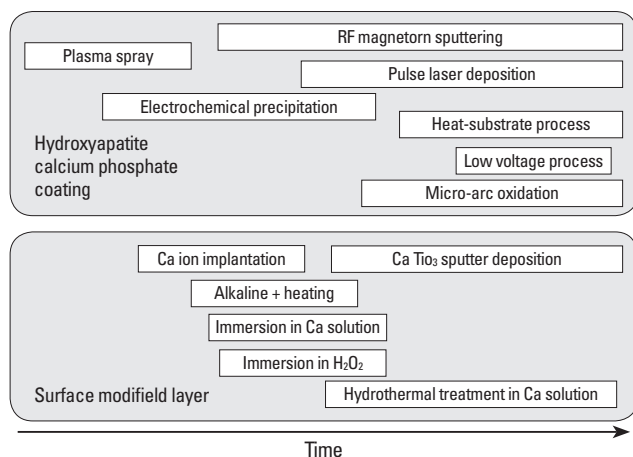 RF magnetorn sputtering
Plasma spray
Pulse laser deposition
Electrochemical precipitation
Heat-substrate process
Hydroxyapatite
calcium phosphate
coating
Low voltage process
Micro-arc oxidation
Ca ion implantation
Ca Tio₃ sputter deposition
Alkaline + heating
Immersion in Ca solution
Immersion in H₂O₂
Surface modifield layer
Hydrothermal treatment in Ca solution
Time